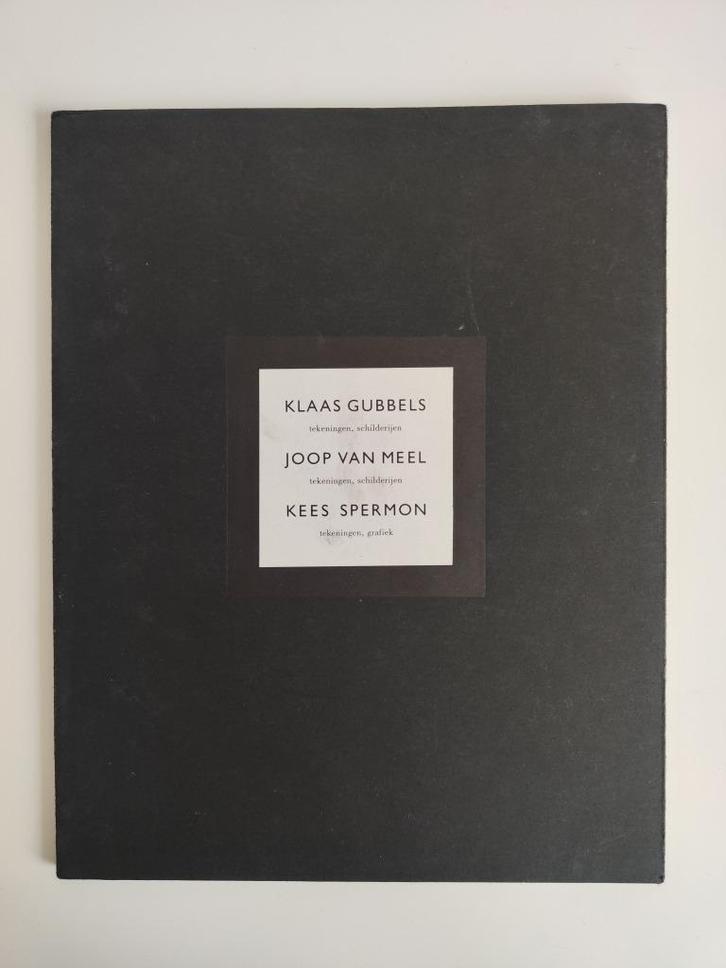 KLAAS GUBBELS
tekeningen, schilderijen
JOOP VAN MEEL
tekeningen, schilderijen
KEES SPERMON
tekeningen, grafiek